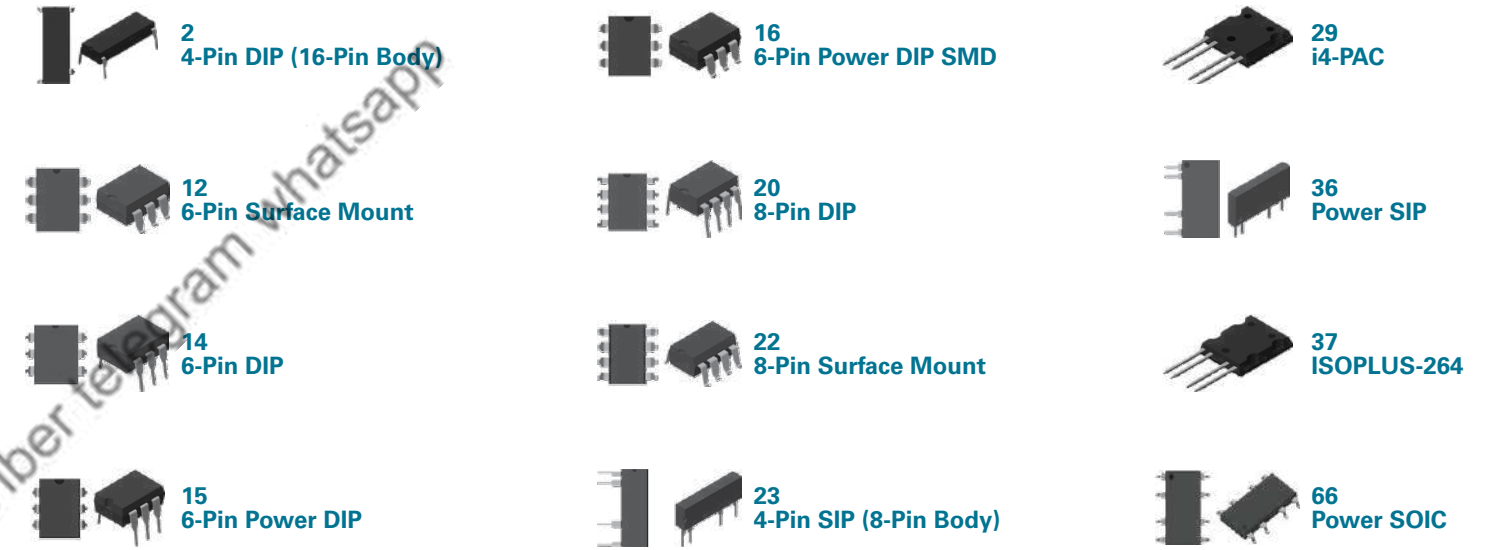 2
4-Pin DIP (16-Pin Body)
12
6-Pin Surface Mount
14
6-Pin DIP
15
6-Pin Power DIP
16
6-Pin Power DIP SMD
20
8-Pin DIP
22
8-Pin Surface Mount
23
4-Pin SIP (8-Pin Body)
29
i4-PAC
36
Power SIP
37
ISOPLUS-264
66
Power SOIC
telegram whatsapp